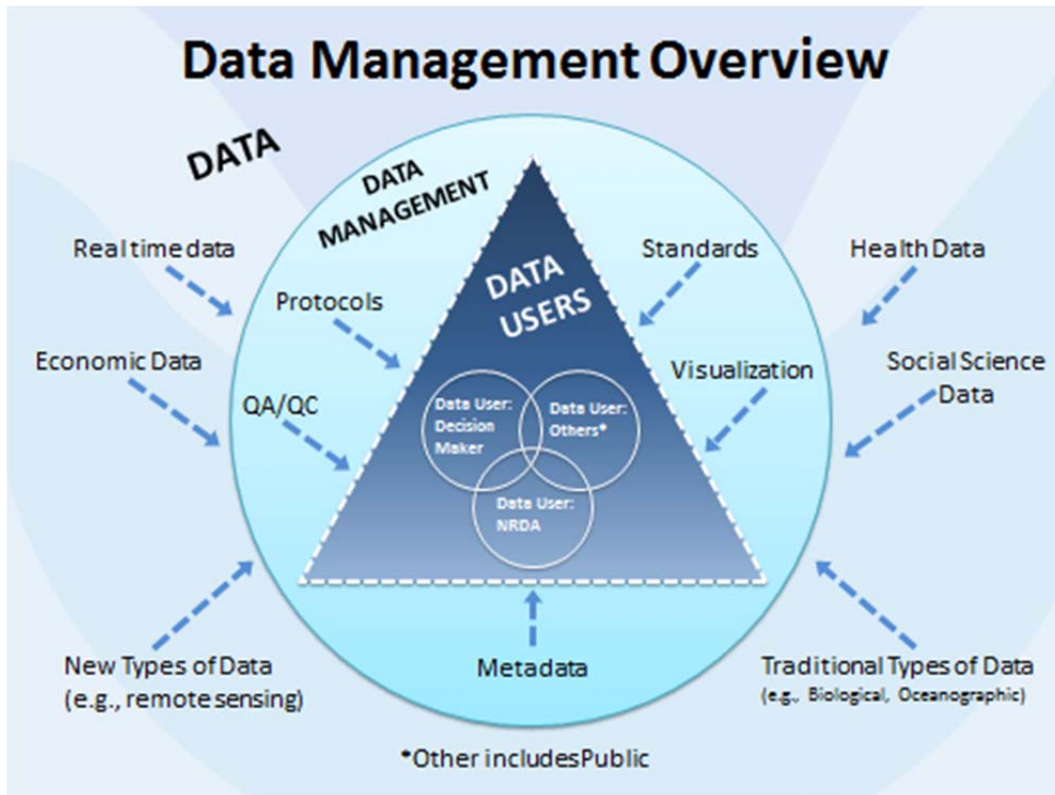 Data Management Overview
DATA
DATA
MANAGEMENT
DATA
USERS
Real time data
Protocols
Standards
Health Data
Economic Data
QA/QC
Visualization
Social Science
Data
Data User:
Decision
Maker
Data User:
Others*
Data User:
NRDA
New Types of Data
(e.g., remote sensing)
Metadata
Traditional Types of Data
(e.g., Biological, Oceanographic)
*Other includesPublic